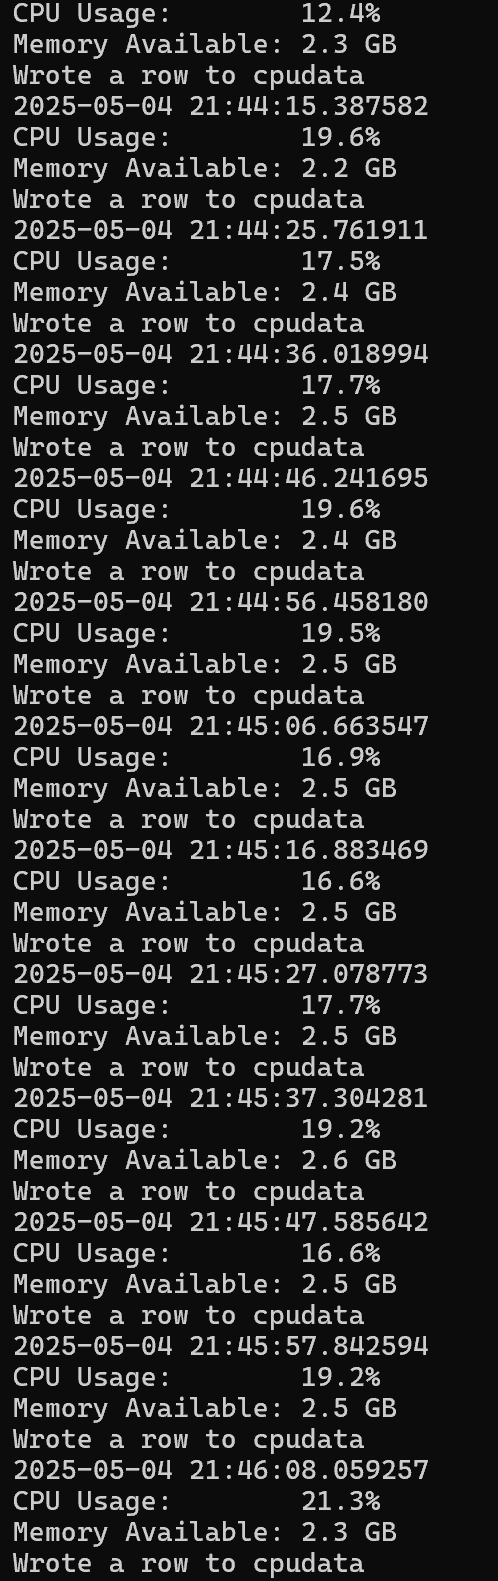 CPU Usage:        12.4%
Memory Available: 2.3 GB
Wrote a row to cpudata
2025-05-04 21:44:15.387582
CPU Usage:        19.6%
Memory Available: 2.2 GB
Wrote a row to cpudata
2025-05-04 21:44:25.761911
CPU Usage:        17.5%
Memory Available: 2.4 GB
Wrote a row to cpudata
2025-05-04 21:44:36.018994
CPU Usage:        17.7%
Memory Available: 2.5 GB
Wrote a row to cpudata
2025-05-04 21:44:46.241695
CPU Usage:        19.6%
Memory Available: 2.4 GB
Wrote a row to cpudata
2025-05-04 21:44:56.458180
CPU Usage:        19.5%
Memory Available: 2.5 GB
Wrote a row to cpudata
2025-05-04 21:45:06.663547
CPU Usage:        16.9%
Memory Available: 2.5 GB
Wrote a row to cpudata
2025-05-04 21:45:16.883469
CPU Usage:        16.6%
Memory Available: 2.5 GB
Wrote a row to cpudata
2025-05-04 21:45:27.078773
CPU Usage:        17.7%
Memory Available: 2.5 GB
Wrote a row to cpudata
2025-05-04 21:45:37.304281
CPU Usage:        19.2%
Memory Available: 2.6 GB
Wrote a row to cpudata
2025-05-04 21:45:47.585642
CPU Usage:        16.6%
Memory Available: 2.5 GB
Wrote a row to cpudata
2025-05-04 21:45:57.842594
CPU Usage:        19.2%
Memory Available: 2.5 GB
Wrote a row to cpudata
2025-05-04 21:46:08.059257
CPU Usage:        21.3%
Memory Available: 2.3 GB
Wrote a row to cpudata